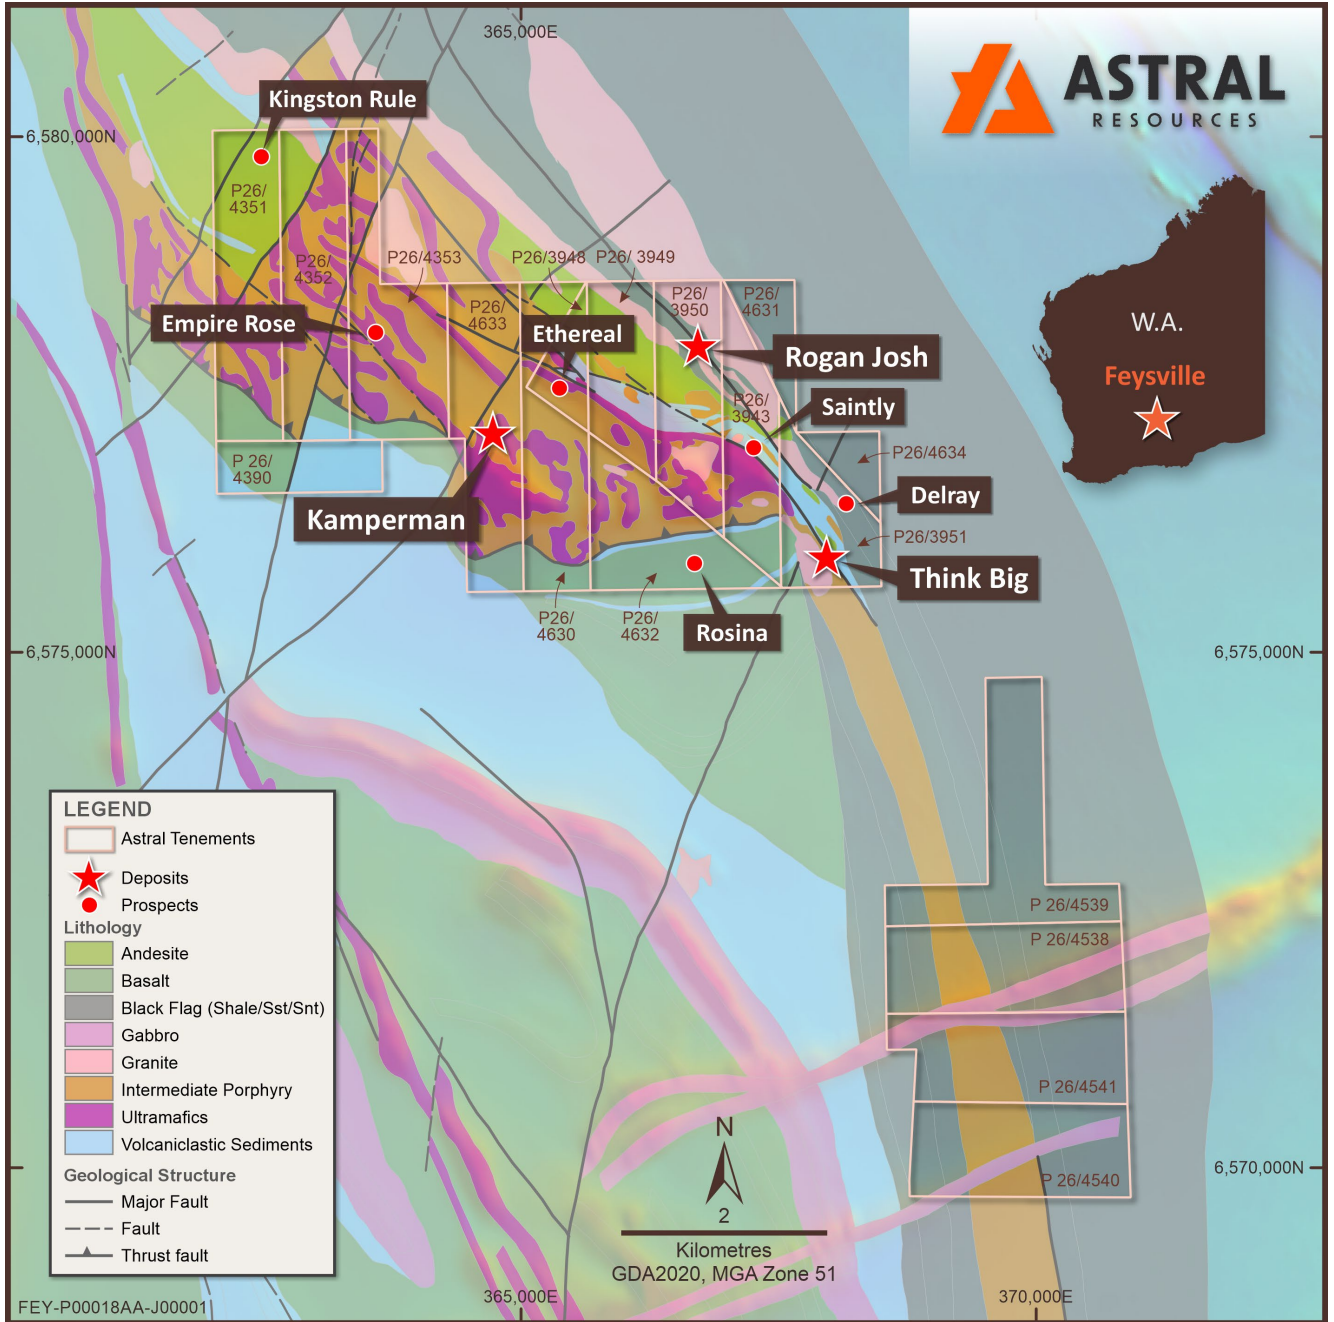 365,000E
ASTRAL
RESOURCES
Kingston Rule
6,580,000N
P26/
4351
P26/
4352
P26/4353
P26/3948
P26/ 3949
P26/
3950
P26/
4631
P26/
4633
Empire Rose
Ethereal
Rogan Josh
W.A.
Feysville
P26/
3943
Saintly
P26/4634
P 26/
4390
Delray
Kamperman
P26/3951
Think Big
P26/
4630
P26/
4632
Rosina
6,575,000N
6,575,000N
LEGEND
Astral Tenements
Deposits
Prospects
Lithology
Andesite
Basalt
Black Flag (Shale/Sst/Snt)
Gabbro
Granite
Intermediate Porphyry
Ultramafics
Volcaniclastic Sediments
Geological Structure
Major Fault
Fault
Thrust fault
P 26/4539
P 26/4538
P 26/4541
P 26/4540
6,570,000N
N
2
Kilometres
GDA2020, MGA Zone 51
365,000E
370,000E
FEY-P00018AA-J00001